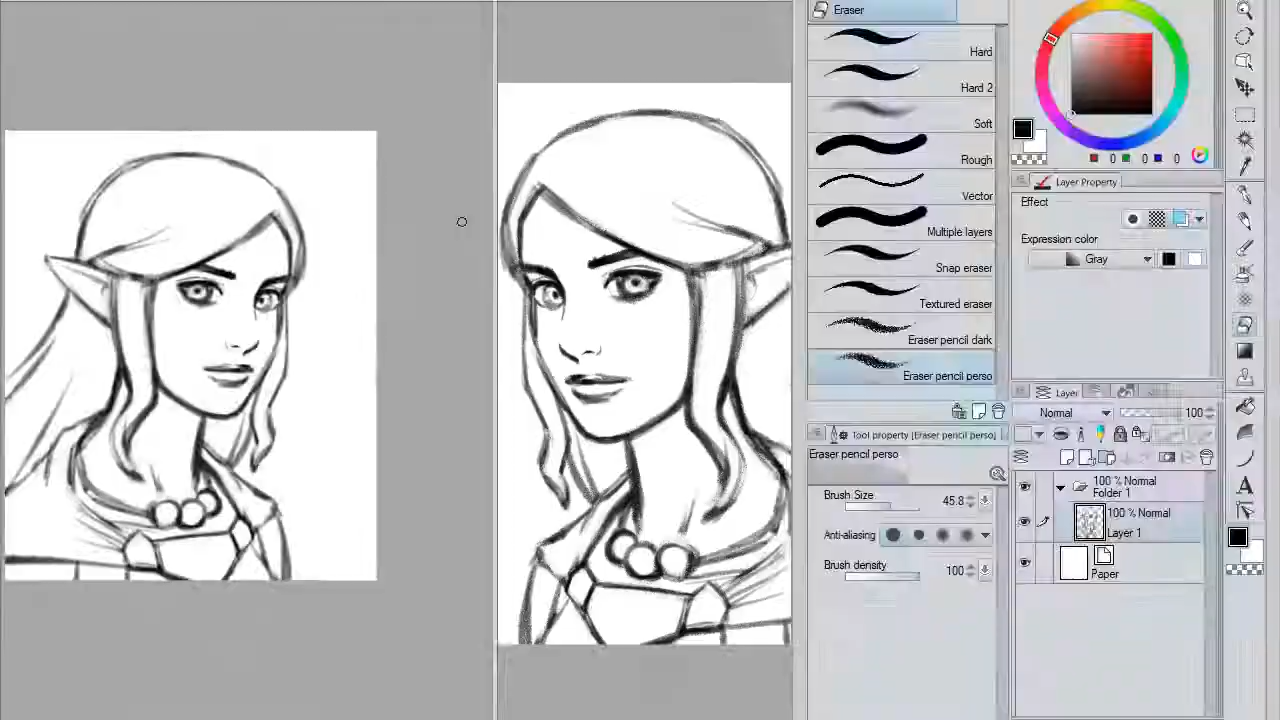 Eraser
Hard
Hard 2
Soft
Rough
Vector
Multiple layers
Snap eraser
Textured eraser
Eraser pencil dark
Eraser pencil perso
Tool property [Eraser pencil perso]
Eraser pencil perso
Brush Size 45.8
Anti-aliasing
Brush density 100
0 0 0
Layer Property
Effect
Expression color
Gray
Layer
Normal 100
100 % Normal
Folder 1
100 % Normal
Layer 1
Paper